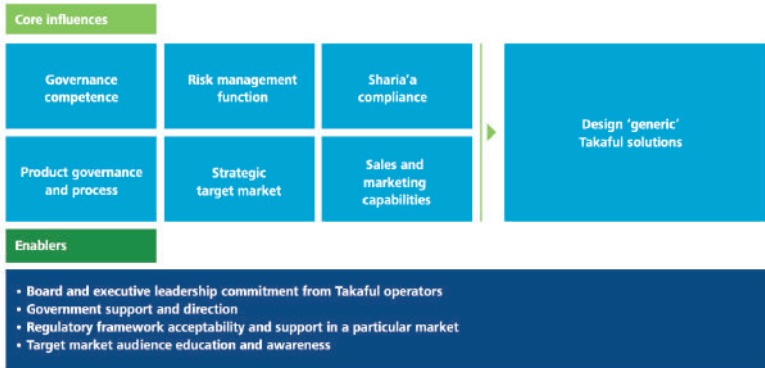 Core influences
Governance
competence
Risk management
function
Sharia'a
compliance
Product governance
and process
Strategic
target market
Sales and
marketing
capabilities
Design 'generic'
Takaful solutions
Enablers
• Board and executive leadership commitment from Takaful operators
• Government support and direction
• Regulatory framework acceptability and support in a particular market
• Target market audience education and awareness